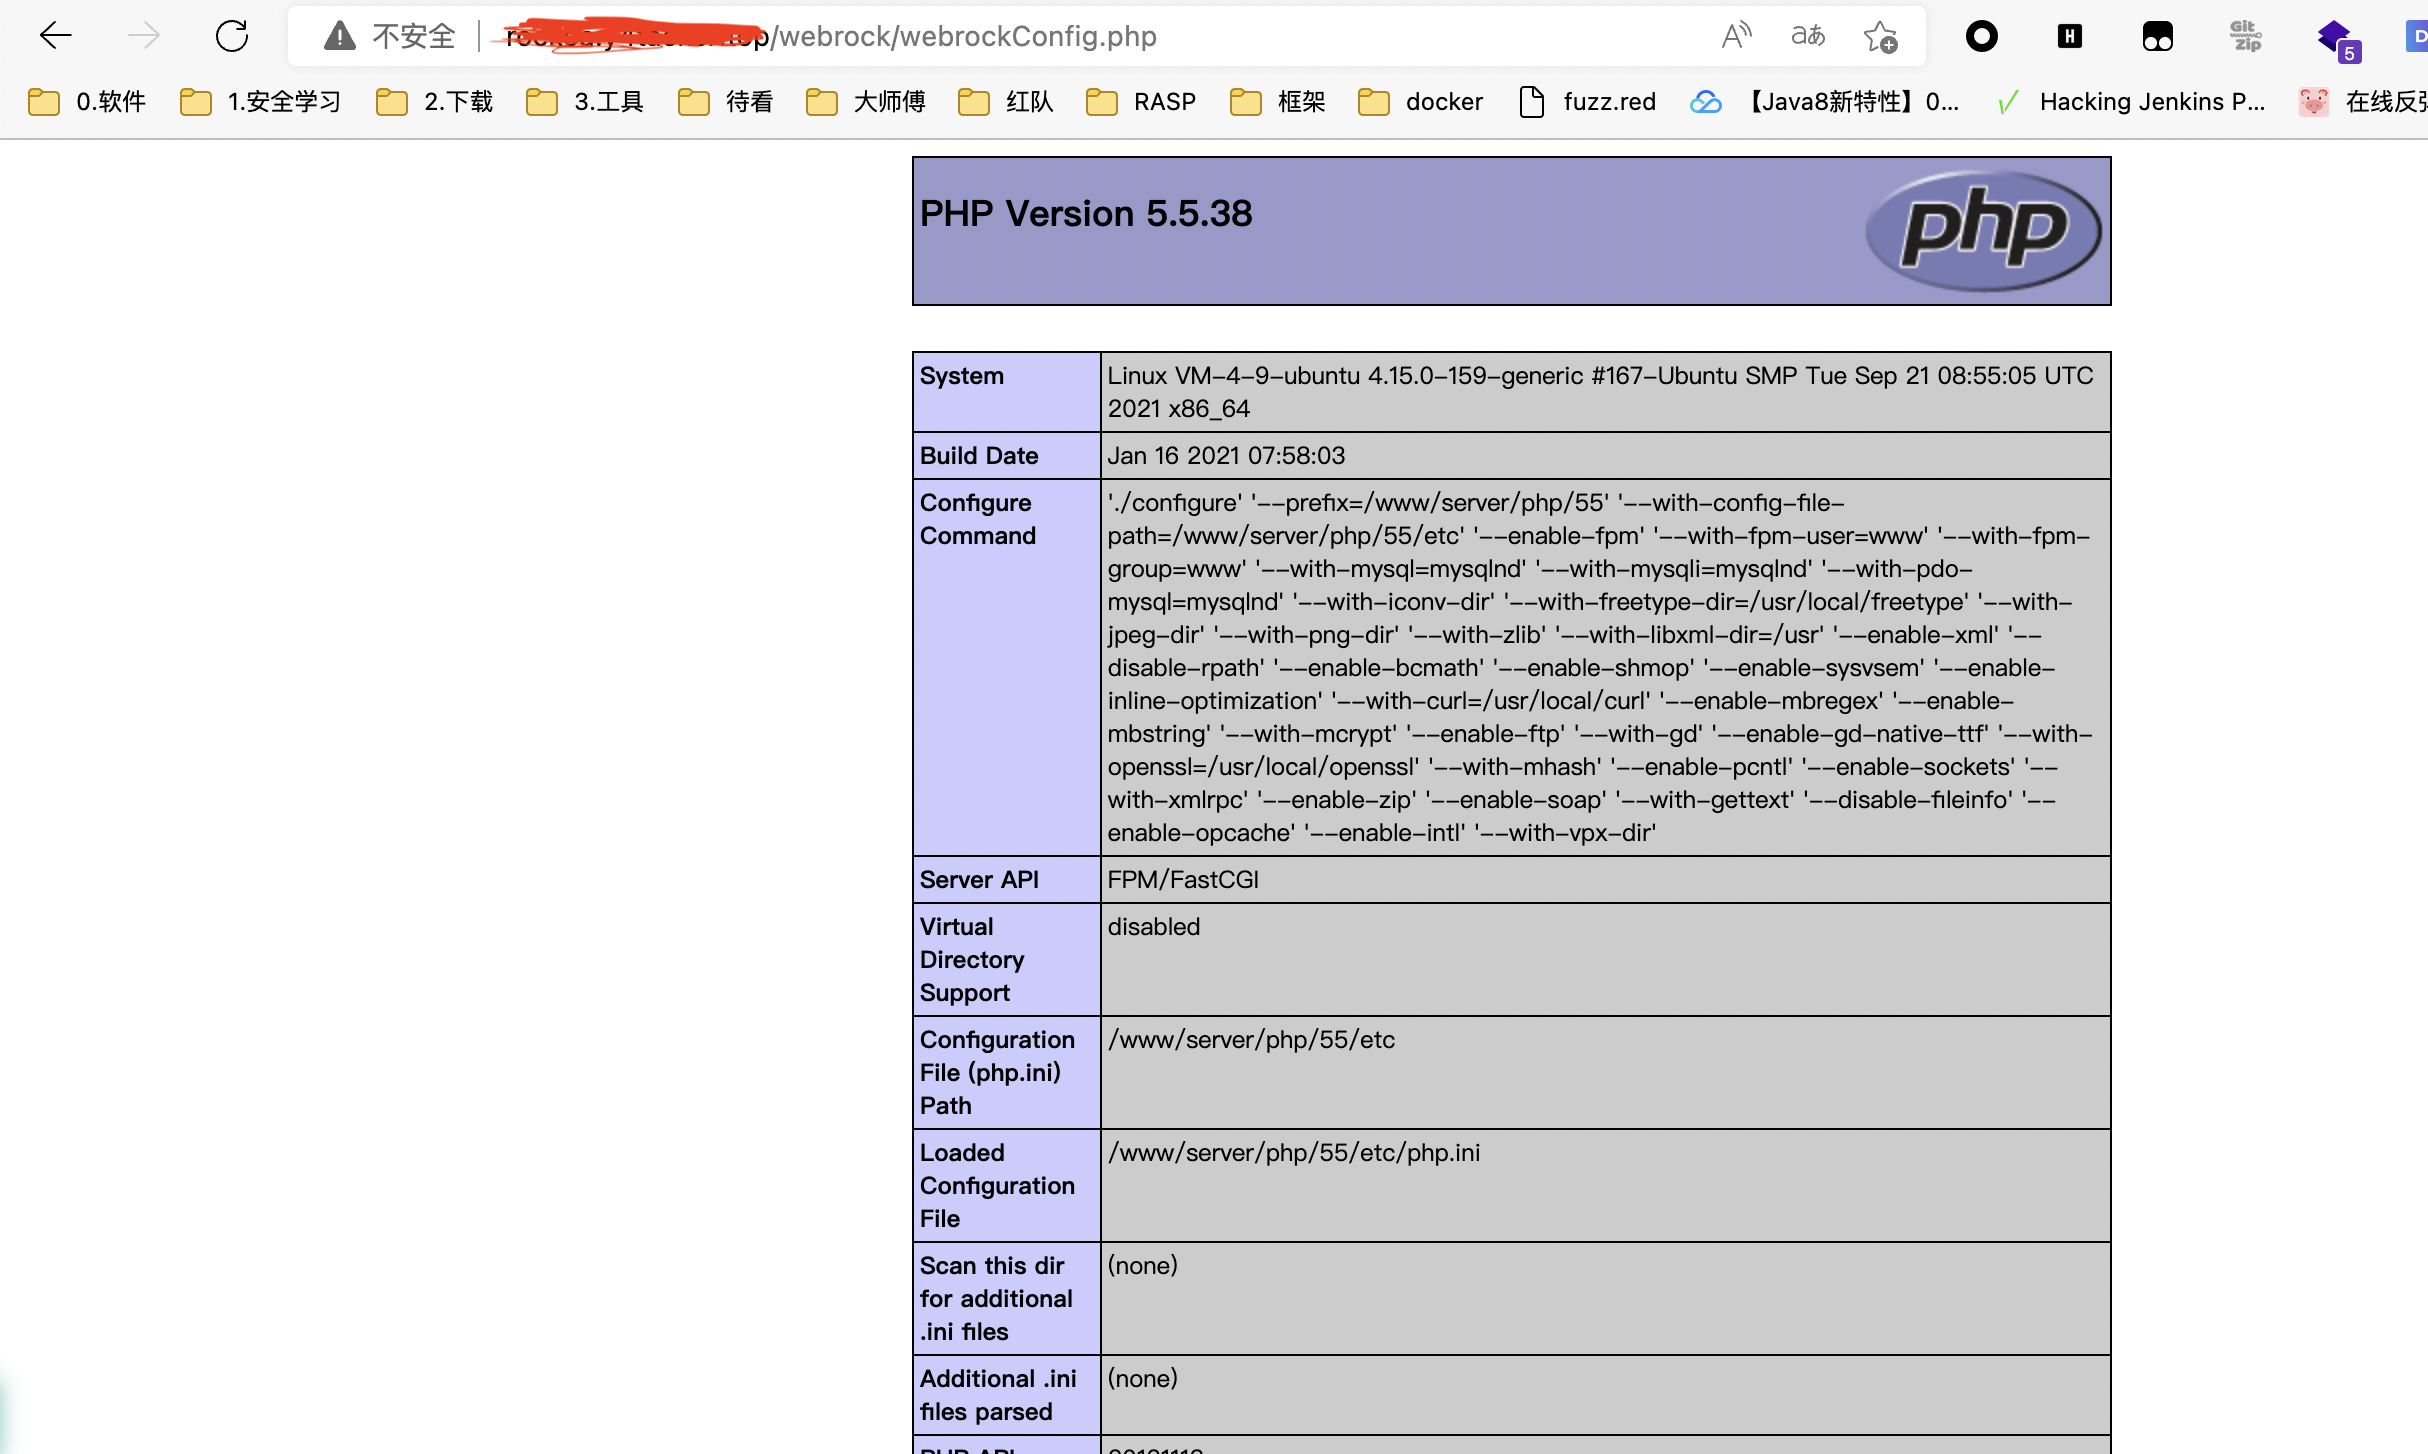 不安全 /webrock/webrockConfig.php
0.软件 1.安全学习 2.下载 3.工具 待看 大师傅 红队 RASP 框架 docker fuzz.red 【Java8新特性】0... Hacking Jenkins P... 在线反
Git
Zip
5
PHP Version 5.5.38
php
System
Linux VM-4-9-ubuntu 4.15.0-159-generic #167-Ubuntu SMP Tue Sep 21 08:55:05 UTC
2021 x86_64
Build Date
Jan 16 2021 07:58:03
Configure
Command
'./configure' '--prefix=/www/server/php/55' '--with-config-file-
path=/www/server/php/55/etc' '--enable-fpm' '--with-fpm-user=www' '--with-fpm-
group=www' '--with-mysql=mysqlnd' '--with-mysqli=mysqlnd' '--with-pdo-
mysql=mysqlnd' '--with-iconv-dir' '--with-freetype-dir=/usr/local/freetype' '--with-
jpeg-dir' '--with-png-dir' '--with-zlib' '--with-libxml-dir=/usr' '--enable-xml' '--
disable-rpath' '--enable-bcmath' '--enable-shmop' '--enable-sysvsem' '--enable-
inline-optimization' '--with-curl=/usr/local/curl' '--enable-mbregex' '--enable-
mbstring' '--with-mcrypt' '--enable-ftp' '--with-gd' '--enable-gd-native-ttf' '--with-
openssl=/usr/local/openssl' '--with-mhash' '--enable-pcntl' '--enable-sockets' '--
with-xmlrpc' '--enable-zip' '--enable-soap' '--with-gettext' '--disable-fileinfo' '--
enable-opcache' '--enable-intl' '--with-vpx-dir'
Server API
FPM/FastCGI
Virtual
Directory
Support
disabled
Configuration
File (php.ini)
Path
/www/server/php/55/etc
Loaded
Configuration
File
/www/server/php/55/etc/php.ini
Scan this dir
for additional
.ini files
(none)
Additional .ini
files parsed
(none)
PHP API